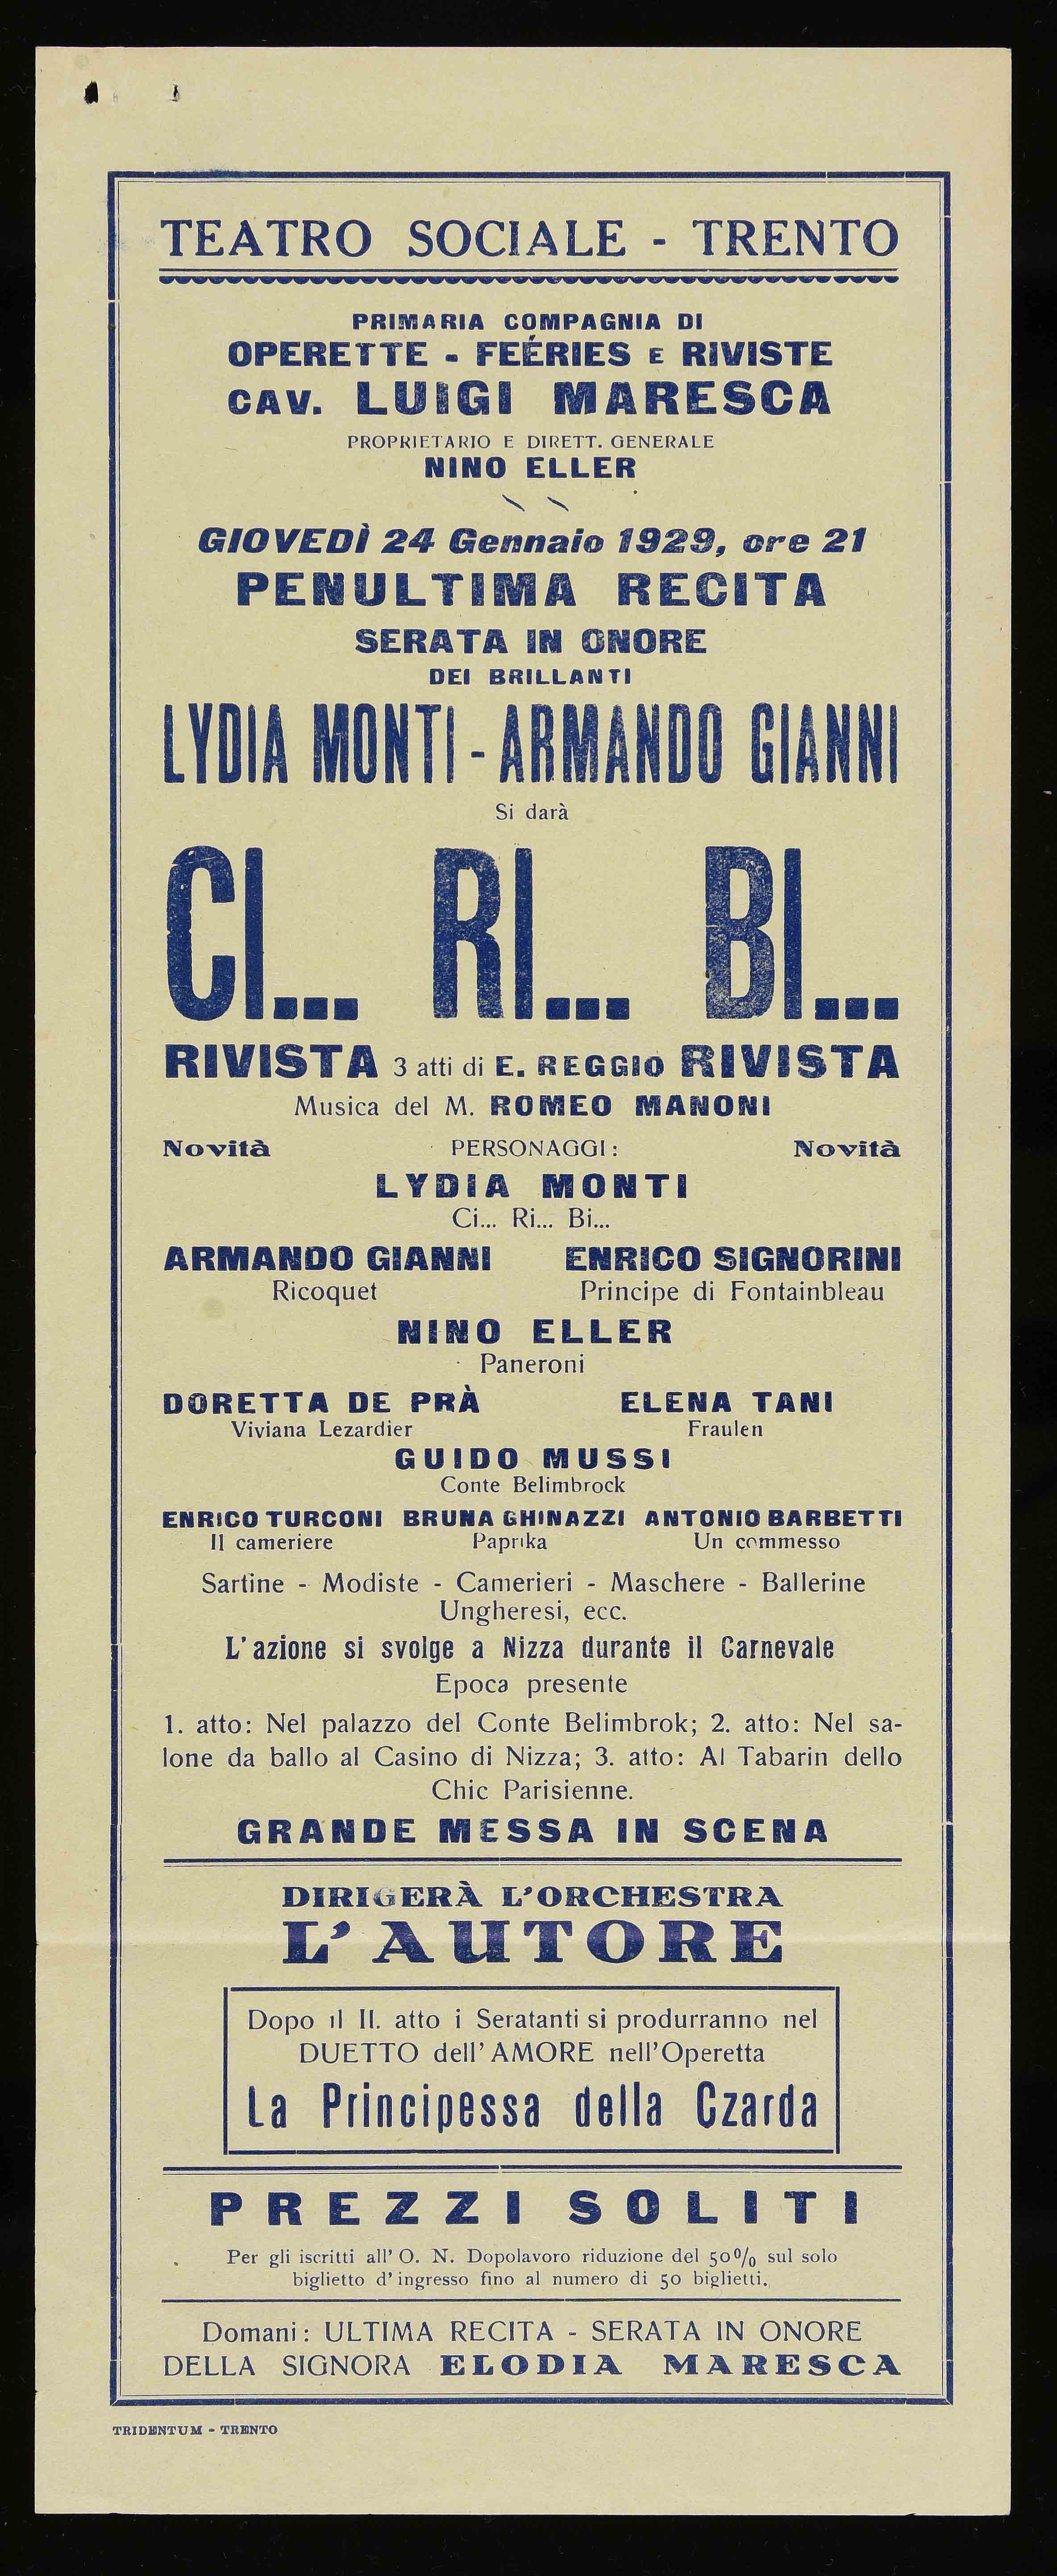 TEATRO SOCIALE - TRENTO
PRIMARIA COMPAGNIA DI
OPERETTE - FEÉRIES E RIVISTE
CAV. LUIGI MARESCA
PROPRIETARIO E DIRETT. GENERALE
NINO ELLER
GIOVEDÌ 24 Gennaio 1929, ore 21
PENULTIMA RECITA
SERATA IN ONORE
DEI BRILLANTI
LYDIA MONTI - ARMANDO GIANNI
Si darà
CI... RI... BI...
RIVISTA 3 atti di E. REGGIO RIVISTA
Musica del M. ROMEO MANONI
Novità PERSONAGGI: Novità
LYDIA MONTI
Ci... Ri... Bi...
ARMANDO GIANNI ENRICO SIGNORINI
Ricoquet Principe di Fontainbleau
NINO ELLER
Paneroni
DORETTA DE PRÀ ELENA TANI
Viviana Lezardier Fraulen
GUIDO MUSSI
Conte Belimbrock
ENRICO TURCONI BRUNA GHINAZZI ANTONIO BARBETTI
Il cameriere Paprika Un commesso
Sartine - Modiste - Camerieri - Maschere - Ballerine
Ungheresi, ecc.
L'azione si svolge a Nizza durante il Carnevale
Epoca presente
1. atto: Nel palazzo del Conte Belimbrok; 2. atto: Nel sa-
lone da ballo al Casino di Nizza; 3. atto: Al Tabarin dello
Chic Parisienne.
GRANDE MESSA IN SCENA
DIRIGERÀ L'ORCHESTRA
L'AUTORE
Dopo il II. atto i Seratanti si produrranno nel
DUETTO dell'AMORE nell'Operetta
La Principessa della Czarda
PREZZI SOLITI
Per gli iscritti all'O. N. Dopolavoro riduzione del 50% sul solo
biglietto d'ingresso fino al numero di 50 biglietti.
Domani: ULTIMA RECITA - SERATA IN ONORE
DELLA SIGNORA ELODIA MARESCA
TRIDENTUM - TRENTO